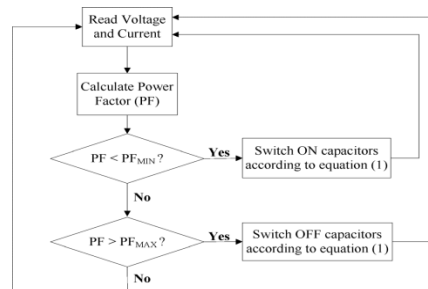 Read Voltage
and Current
Calculate Power
Factor (PF)
PF < PFMIN ?
Yes
Switch ON capacitors
according to equation (1)
No
PF > PFMAX ?
Yes
Switch OFF capacitors
according to equation (1)
No